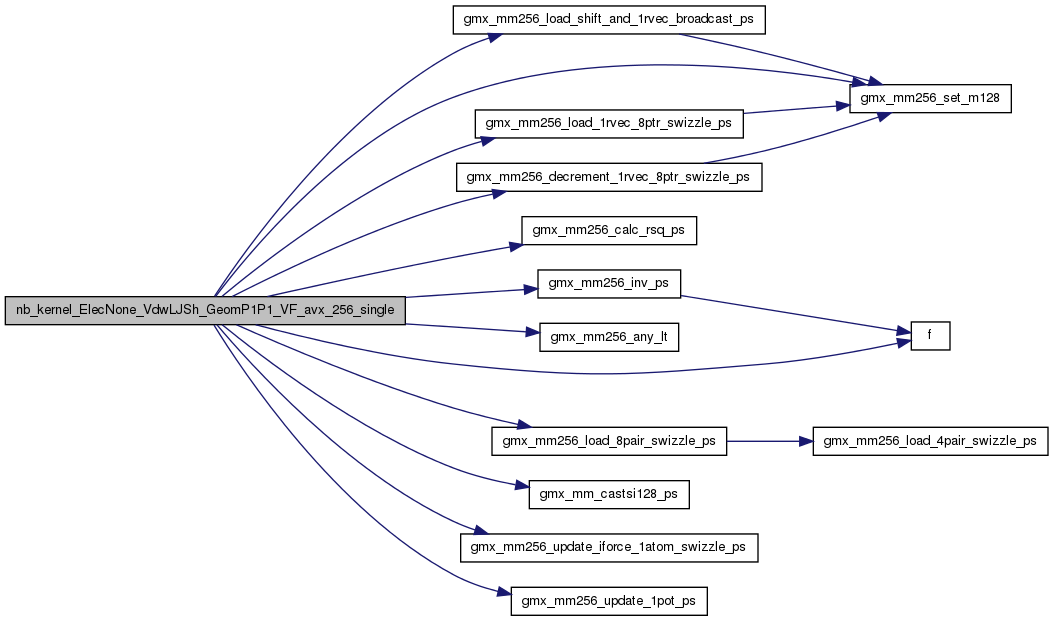 gmx_mm256_load_shift_and_1rvec_broadcast_ps
gmx_mm256_set_m128
gmx_mm256_load_1rvec_8ptr_swizzle_ps
gmx_mm256_decrement_1rvec_8ptr_swizzle_ps
gmx_mm256_calc_rsq_ps
gmx_mm256_inv_ps
nb_kernel_ElecNone_VdwLJSh_GeomP1P1_VF_avx_256_single
gmx_mm256_any_lt
f
gmx_mm256_load_8pair_swizzle_ps
gmx_mm256_load_4pair_swizzle_ps
gmx_mm_castsi128_ps
gmx_mm256_update_iforce_1atom_swizzle_ps
gmx_mm256_update_1pot_ps